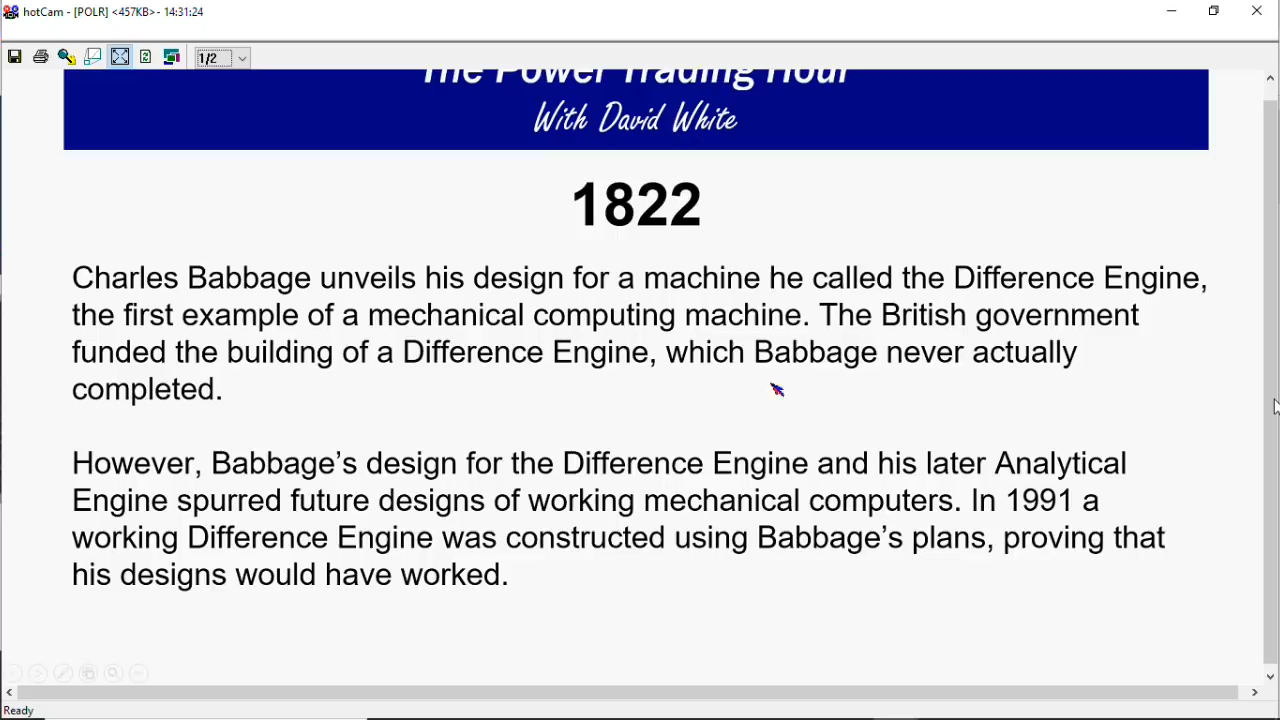 hotCam - [POLR] <457KB> - 14:31:24
1/2
The Power Trading Hour
With David White
1822
Charles Babbage unveils his design for a machine he called the Difference Engine,
the first example of a mechanical computing machine. The British government
funded the building of a Difference Engine, which Babbage never actually
completed.
However, Babbage’s design for the Difference Engine and his later Analytical
Engine spurred future designs of working mechanical computers. In 1991 a
working Difference Engine was constructed using Babbage’s plans, proving that
his designs would have worked.
Ready